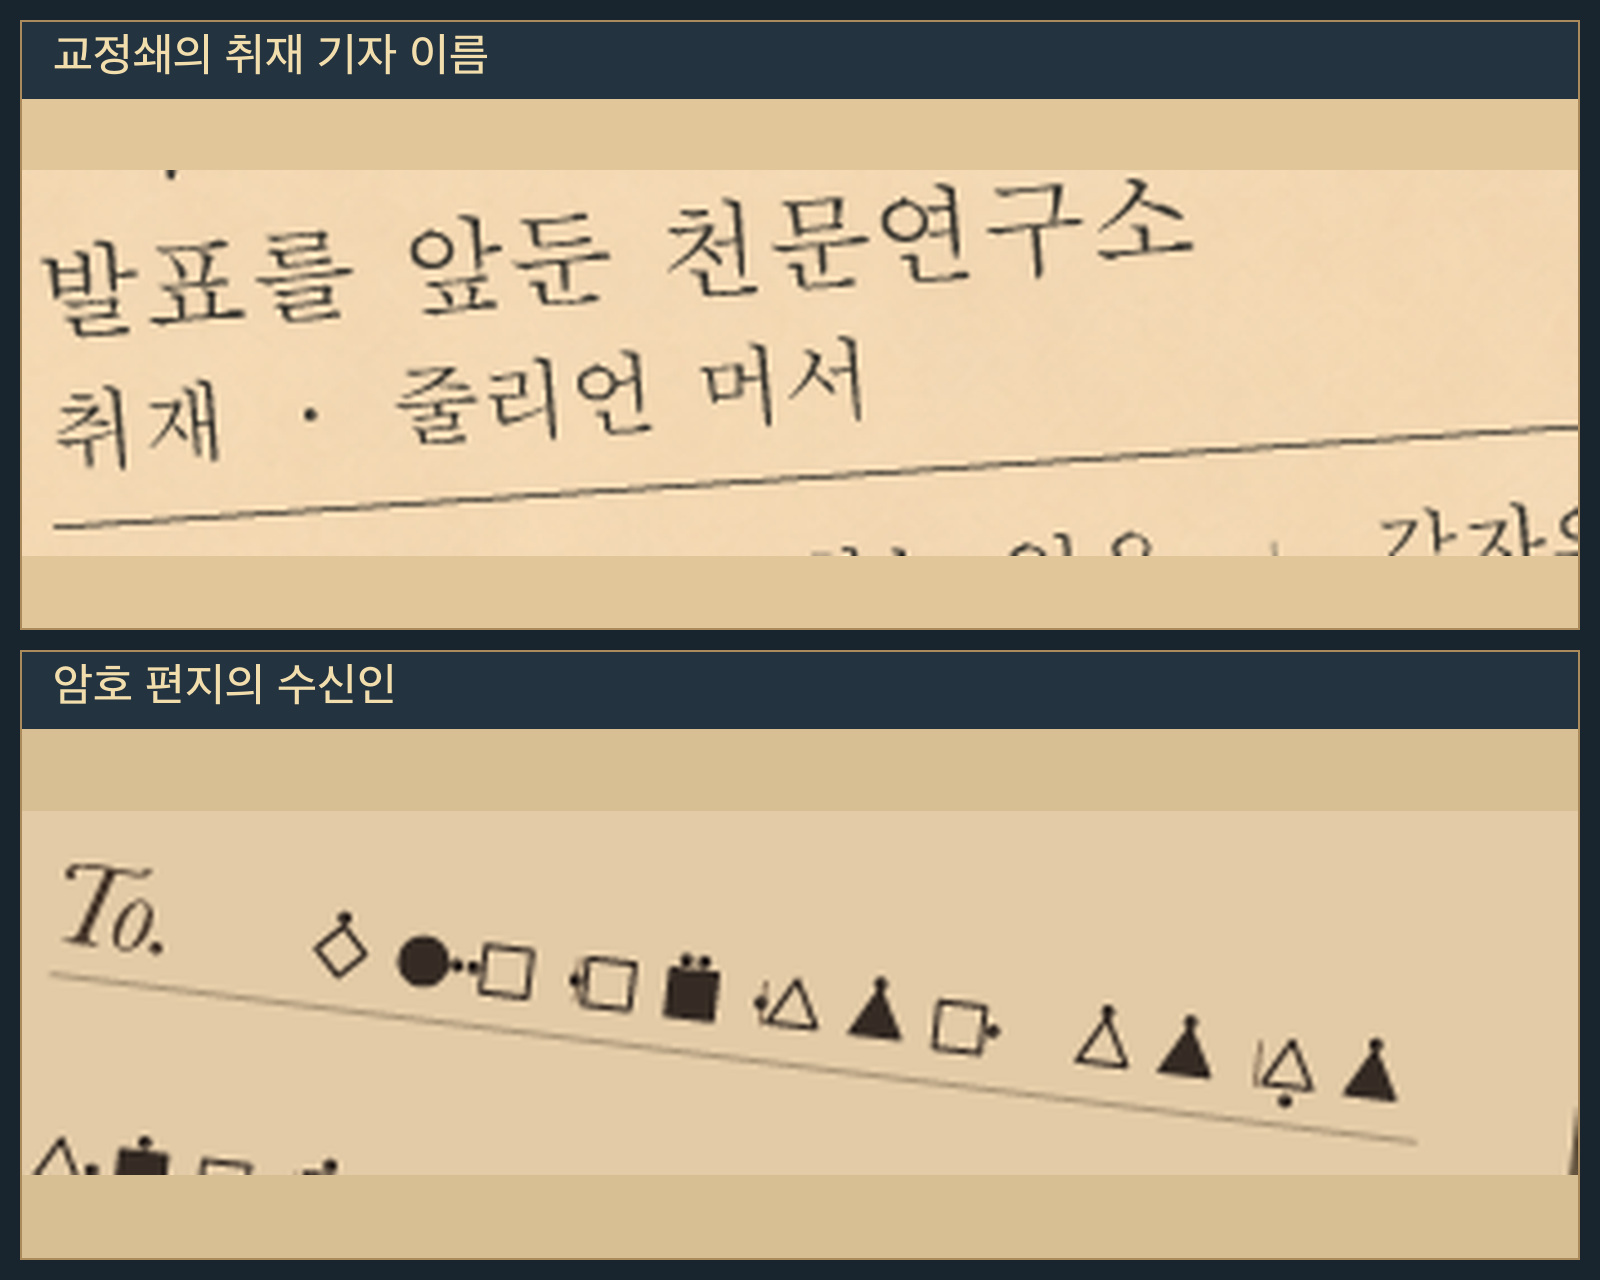 교정쇄의 취재 기자 이름
발표를 앞둔 천문연구소
취재 · 줄리언 머서
암호 편지의 수신인
To.